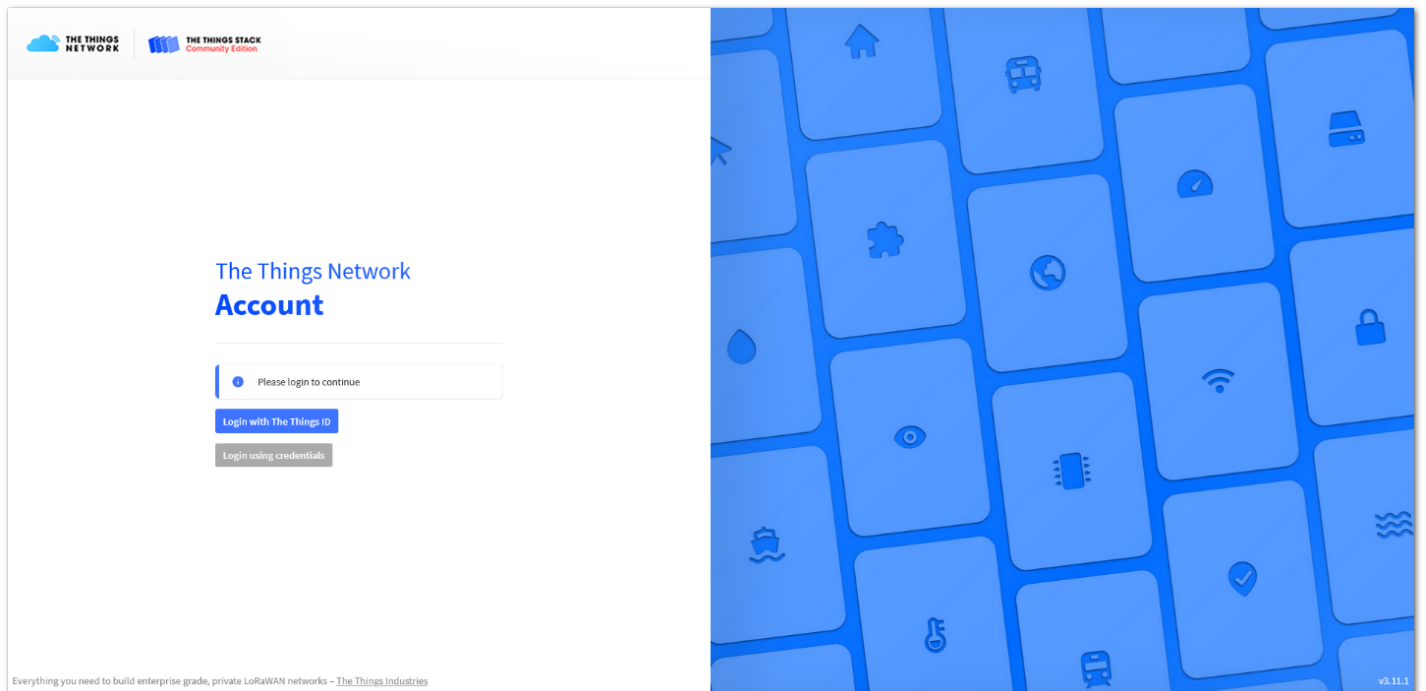 THE THINGS
NETWORK
THE THINGS STACK
Community Edition
The Things Network
Account
Please login to continue
Login with The Things ID
Login using credentials
Everything you need to build enterprise grade, private LoRaWAN networks – The Things Industries
v3.11.1